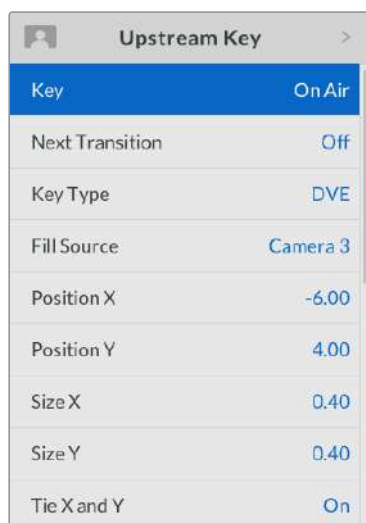 Upstream Key >
Key On Air
Next Transition Off
Key Type DVE
Fill Source Camera 3
Position X -6.00
Position Y 4.00
Size X 0.40
Size Y 0.40
Tie X and Y On